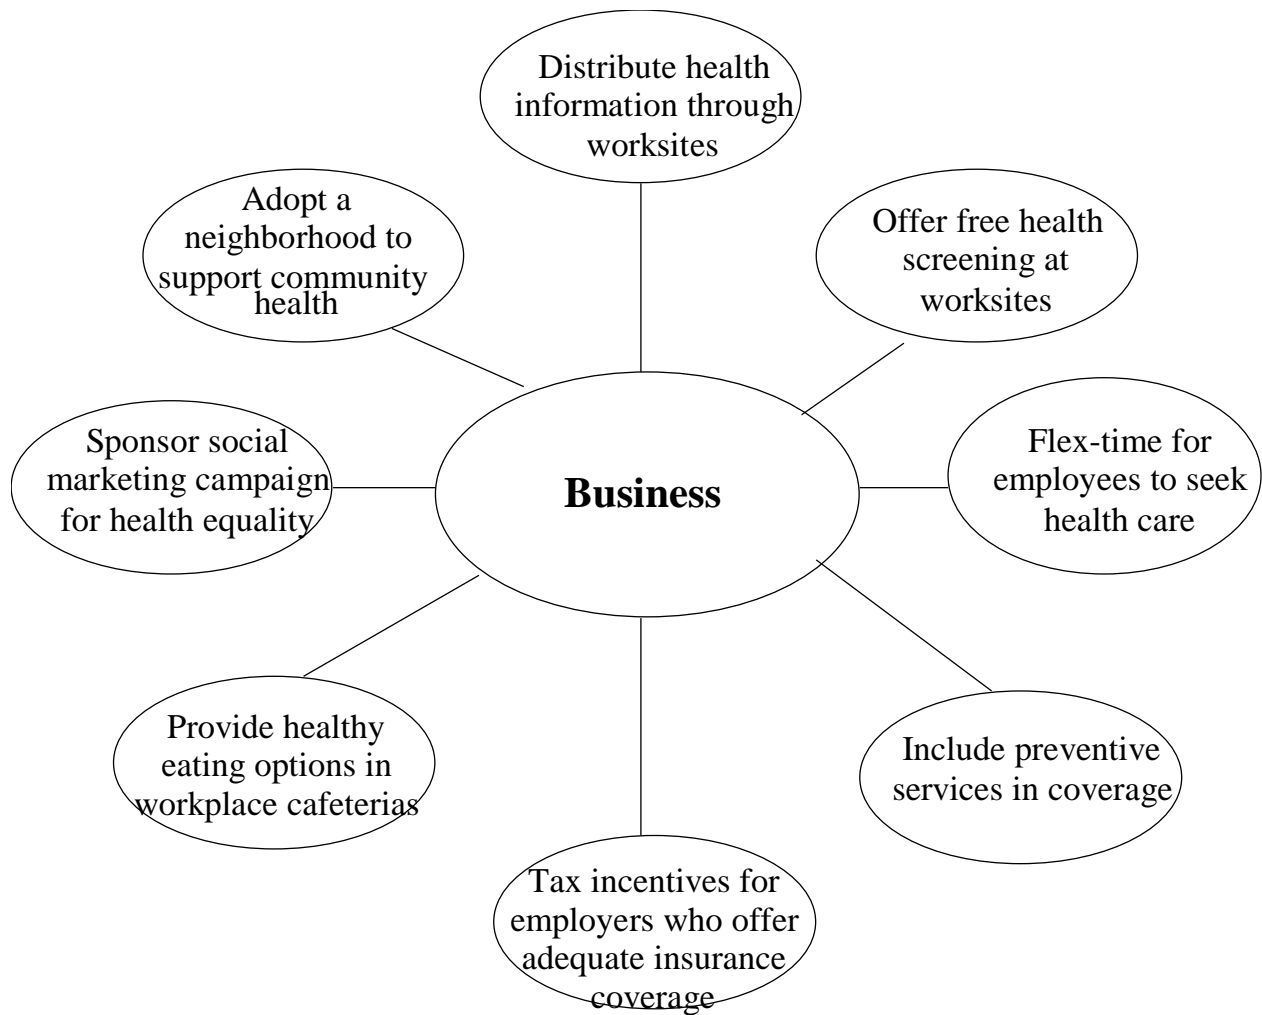 Distribute health
information through
worksites
Adopt a
neighborhood to
support community
health
Offer free health
screening at
worksites
Sponsor social
marketing campaign
for health equality
Business
Flex-time for
employees to seek
health care
Provide healthy
eating options in
workplace cafeterias
Include preventive
services in coverage
Tax incentives for
employers who offer
adequate insurance
coverage